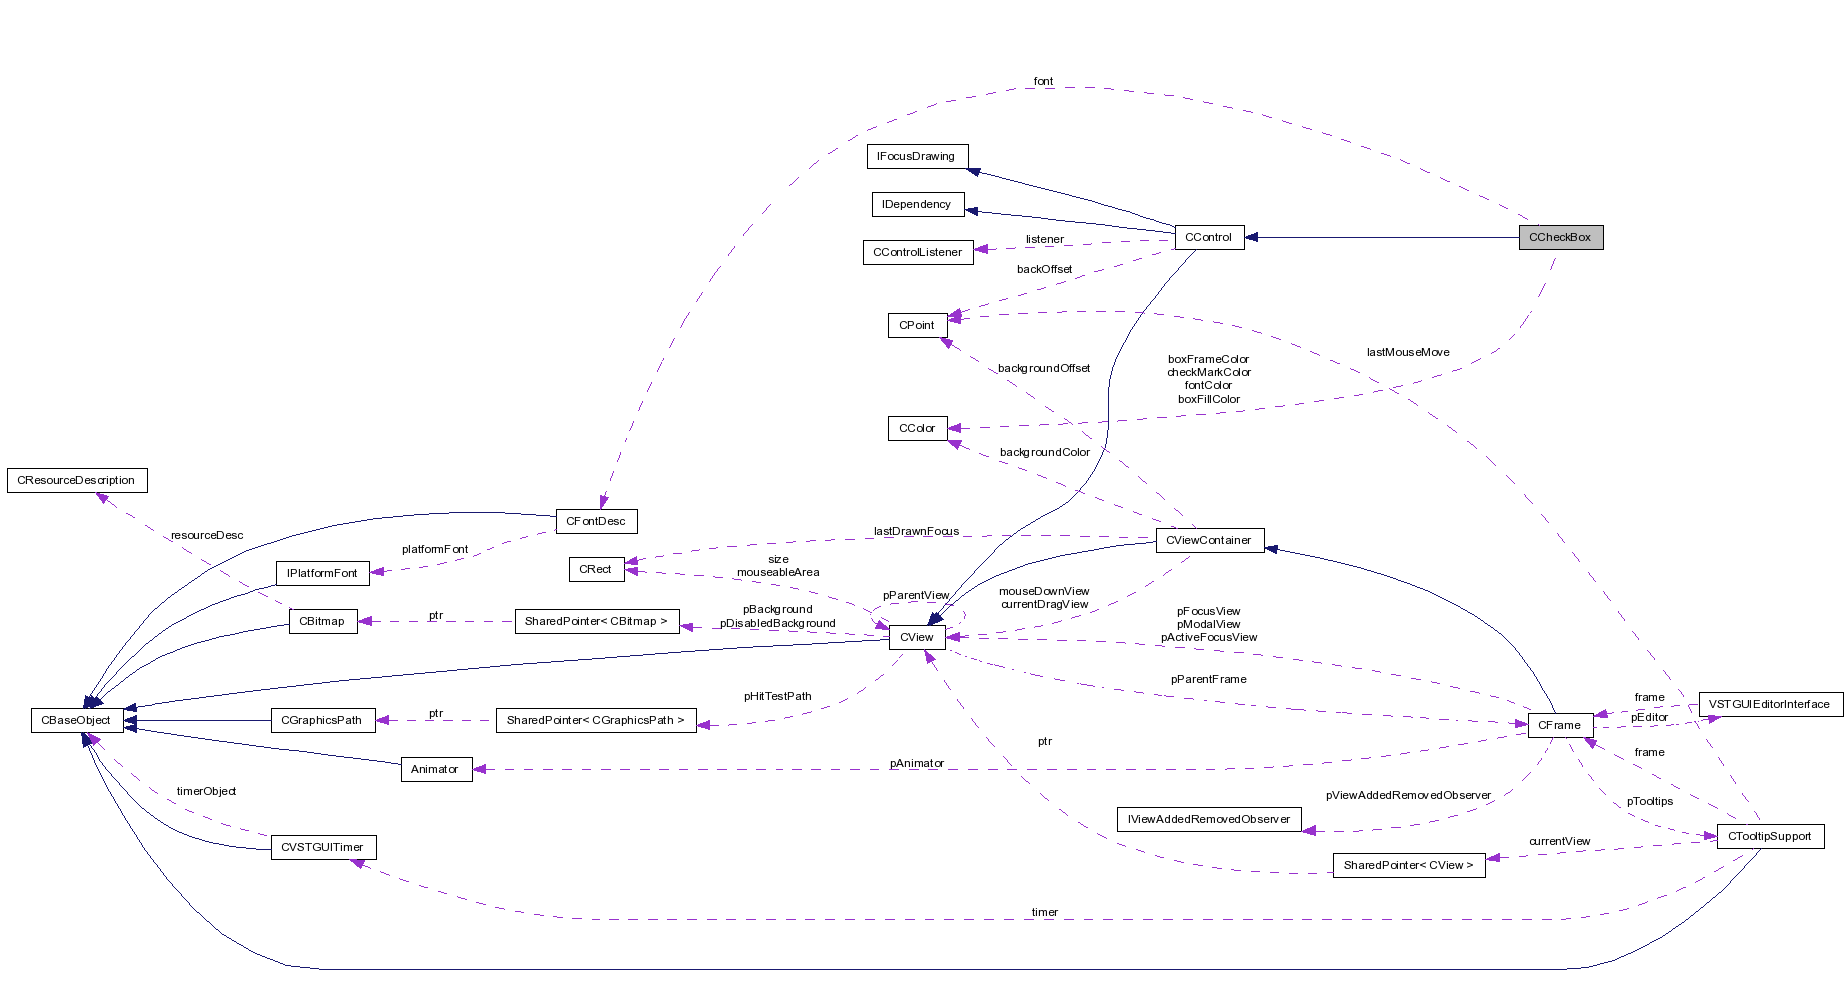 font
IFocusDrawing
IDependency
CControl
CCheckBox
listener
CControlListener
backOffset
CPoint
lastMouseMove
boxFrameColor
checkMarkColor
fontColor
boxFillColor
backgroundOffset
CColor
backgroundColor
CResourceDescription
CFontDesc
resourceDesc
lastDrawnFocus
CViewContainer
platformFont
size
mouseableArea
CRect
IPlatformFont
pParentView
mouseDownView
currentDragView
pBackground
pDisabledBackground
ptr
CBitmap
SharedPointer< CBitmap >
pFocusView
pModalView
pActiveFocusView
CView
pParentFrame
pHitTestPath
frame
VSTGUIEditorInterface
ptr
CBaseObject
CGraphicsPath
SharedPointer< CGraphicsPath >
pEditor
CFrame
ptr
frame
Animator
pAnimator
timerObject
pViewAddedRemovedObserver
pTooltips
IViewAddedRemovedObserver
CTooltipSupport
CVSTGUITimer
currentView
SharedPointer< CView >
timer